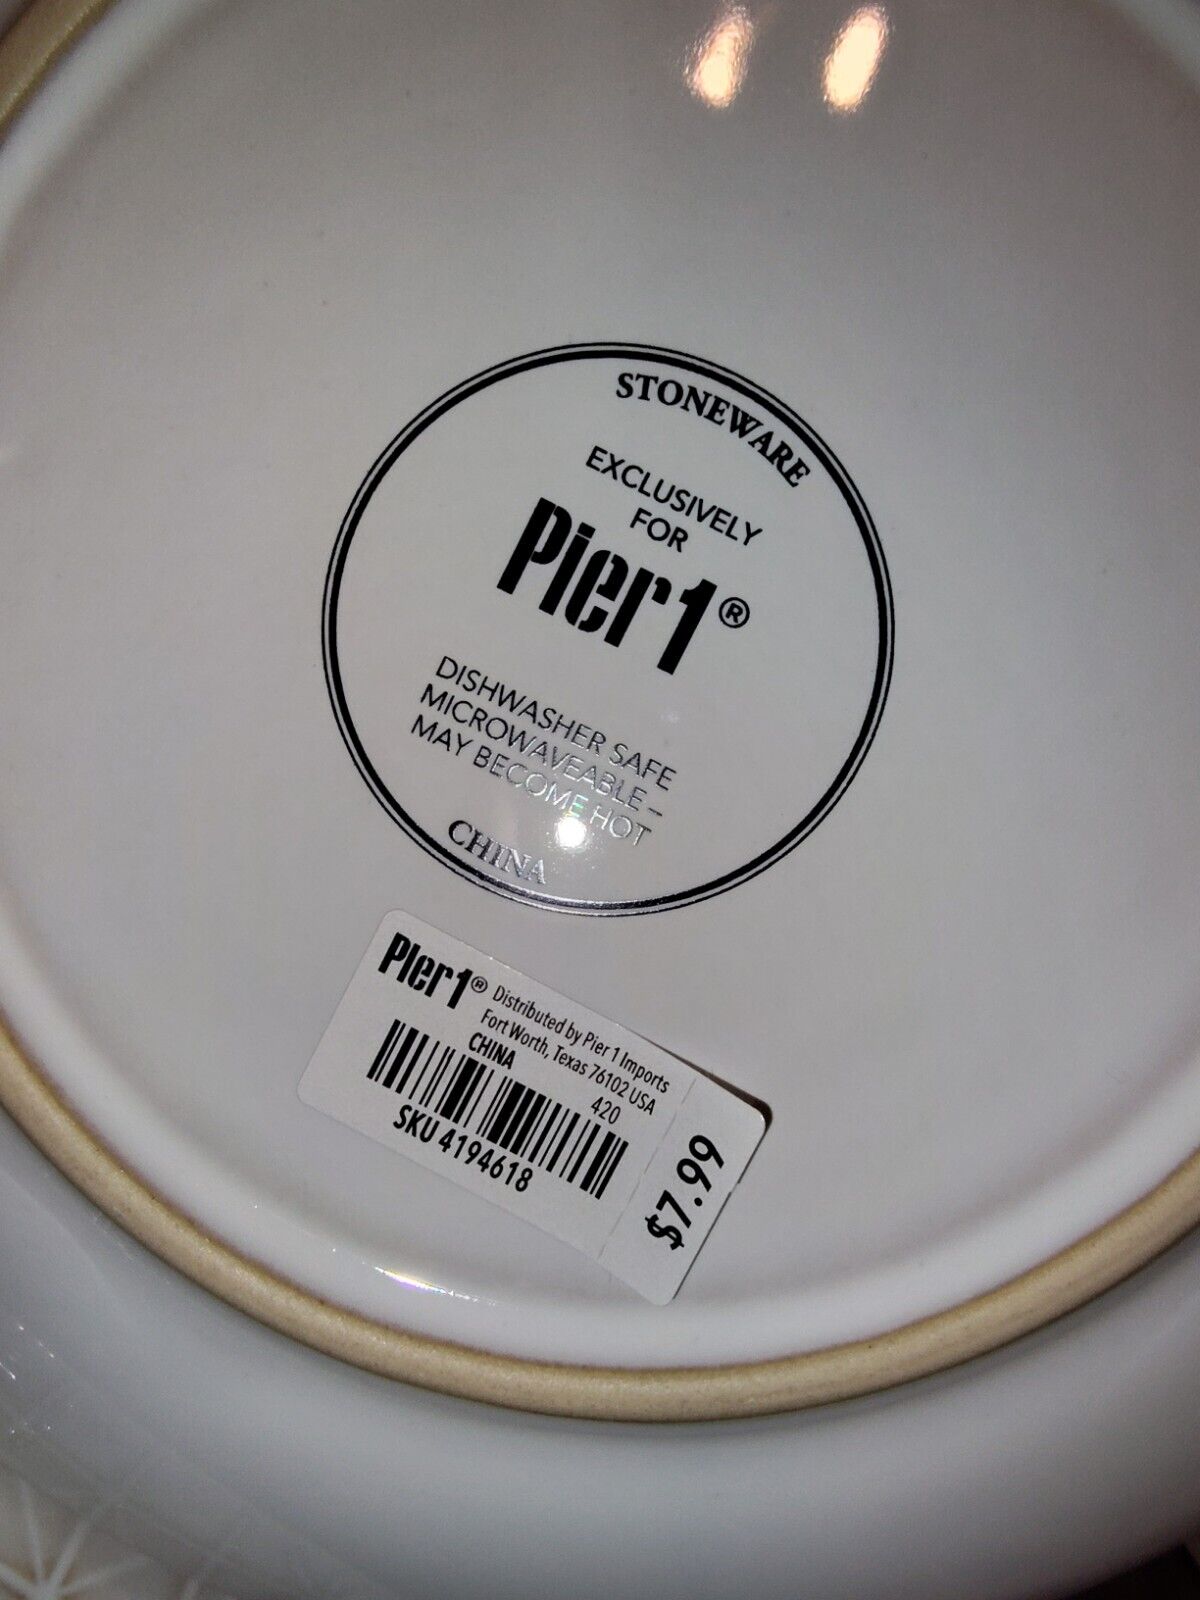 STONEWARE
EXCLUSIVELY
FOR
Pier1®
DISHWASHER SAFE
MICROWAVEABLE –
MAY BECOME HOT
CHINA
Pier1® Distributed by Pier 1 Imports
Fort Worth, Texas 76102 USA
CHINA
420
SKU 4194618
$7.99